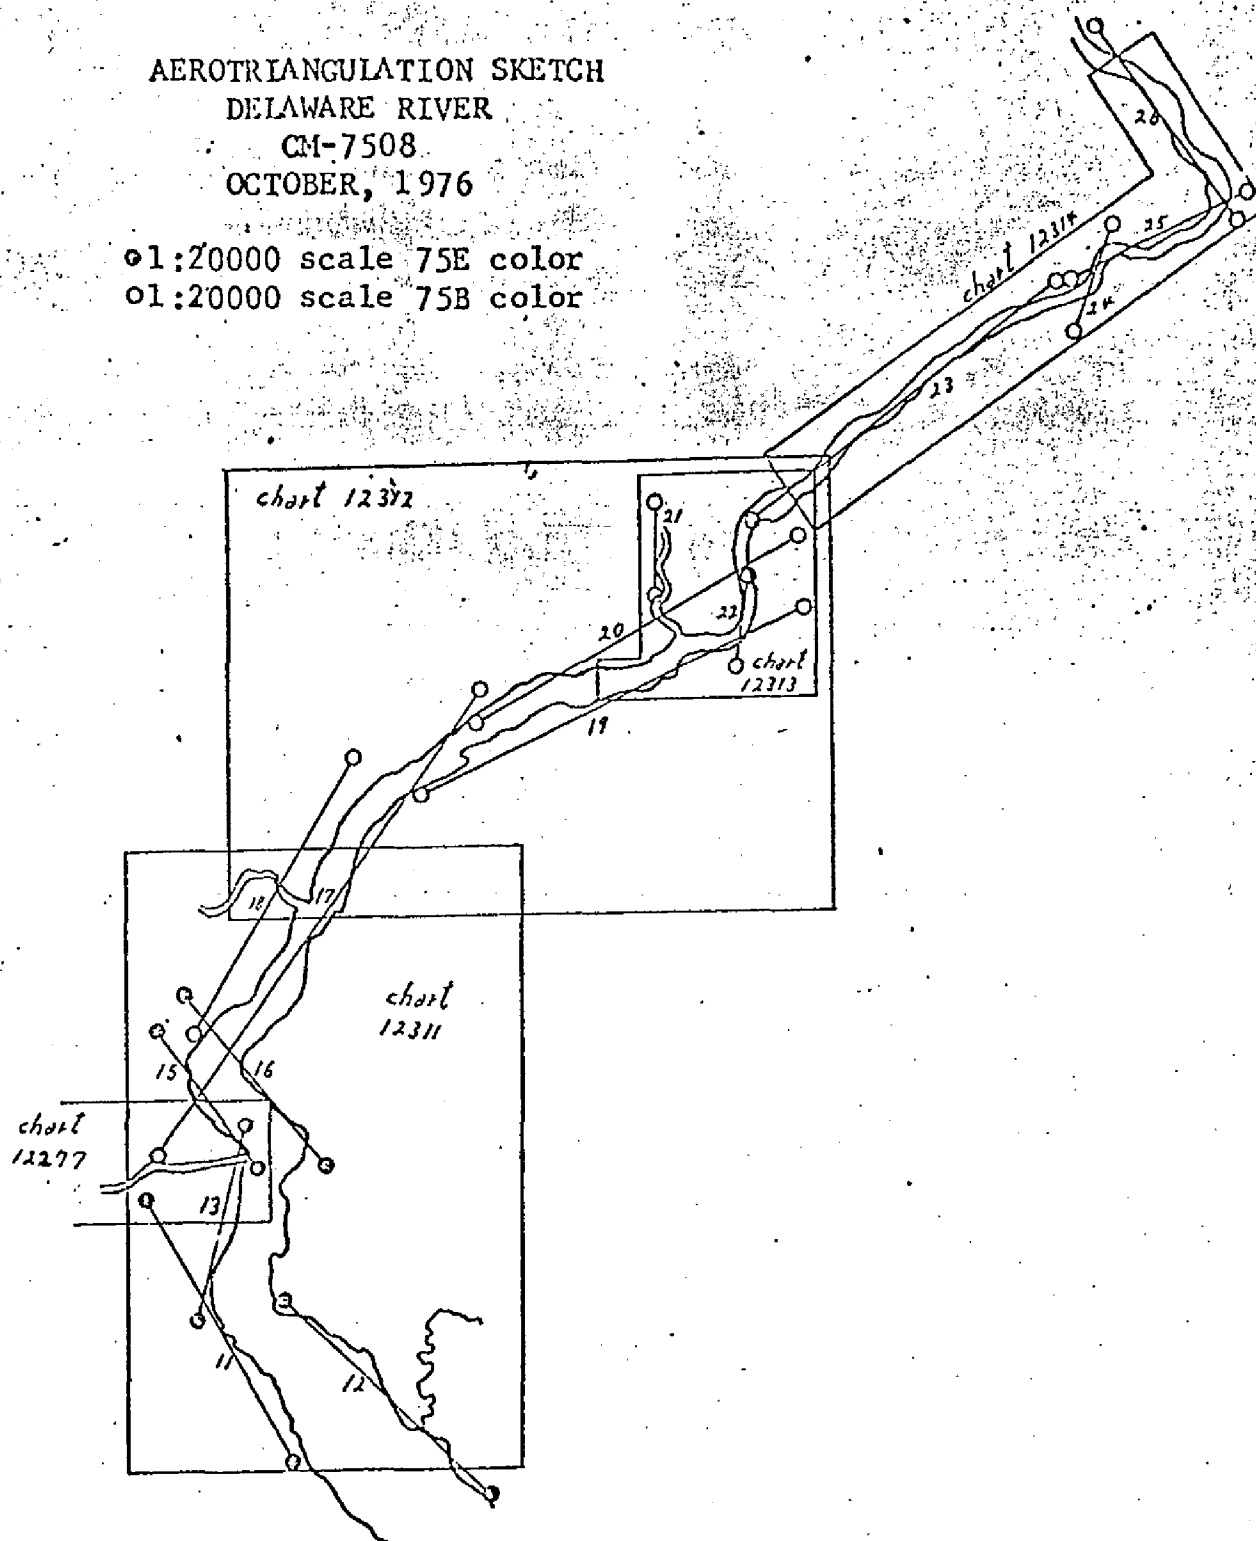 AEROTRIANGULATION SKETCH
DELAWARE RIVER
CM-7508
OCTOBER, 1976
1:20000 scale 75E color
1:20000 scale 75B color
26
25
chart 12314
24
23
chart 12312
21
22
20
chart
12313
19
18
17
chart
12311
15
16
chart
12277
13
11
12